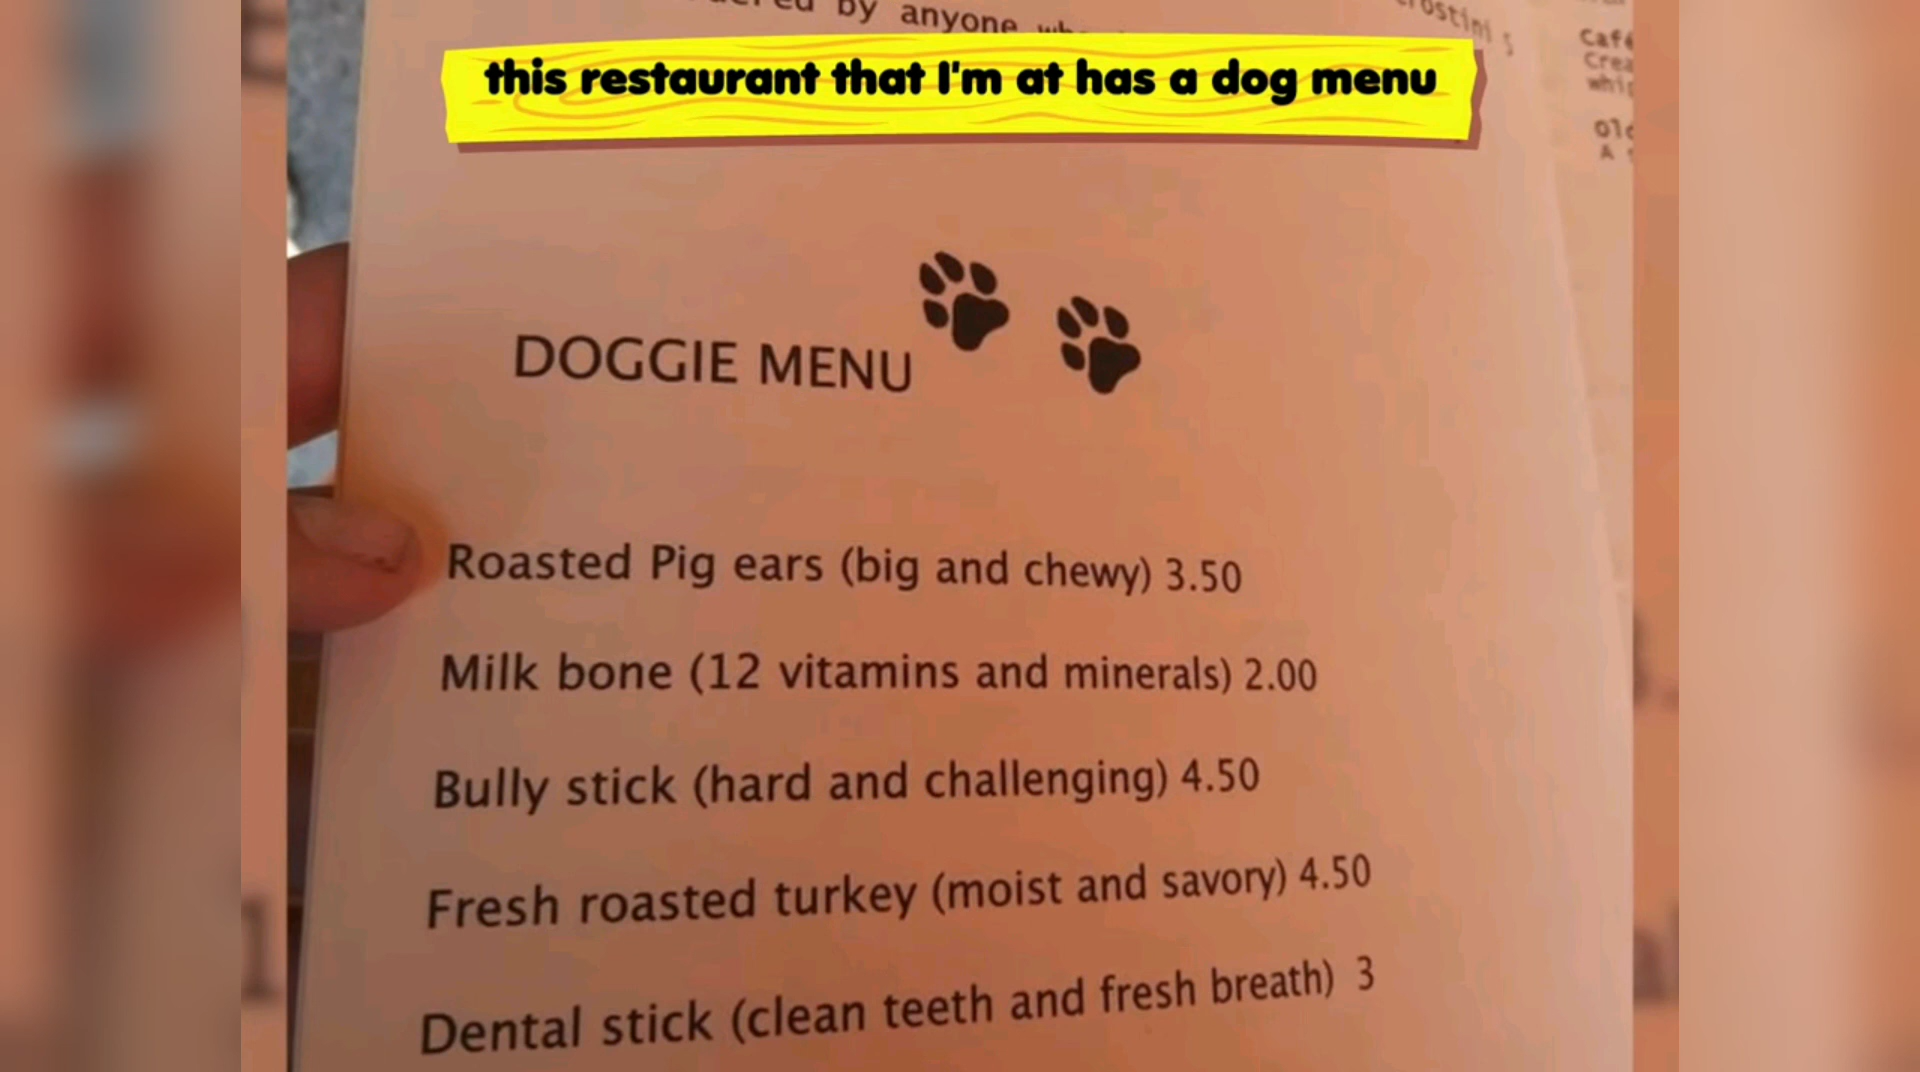 by anyone
this restaurant that I'm at has a dog menu
DOGGIE MENU
Roasted Pig ears (big and chewy) 3.50
Milk bone (12 vitamins and minerals) 2.00
Bully stick (hard and challenging) 4.50
Fresh roasted turkey (moist and savory) 4.50
Dental stick (clean teeth and fresh breath) 3